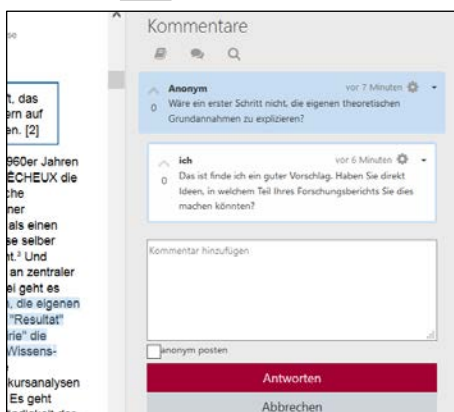 se
Kommentare
Anonym vor 7 Minuten
0 Wäre ein erster Schritt nicht, die eigenen theoretischen
Grundannahmen zu explizieren?
ich vor 6 Minuten
0 Das ist finde ich ein guter Vorschlag. Haben Sie direkt
Ideen, in welchem Teil Ihres Forschungsberichts Sie dies
machen könnten?
Kommentar hinzufügen
anonym posten
Antworten
Abbrechen
t, das
ern auf
en. [2]
960er Jahren
ÊCHEUX die
che
ner
als einen
se selber
nt.³ Und
an zentraler
ei geht es
, die eigenen
"Resultat"
rie" die
Wissens-
kursanalysen
Es geht